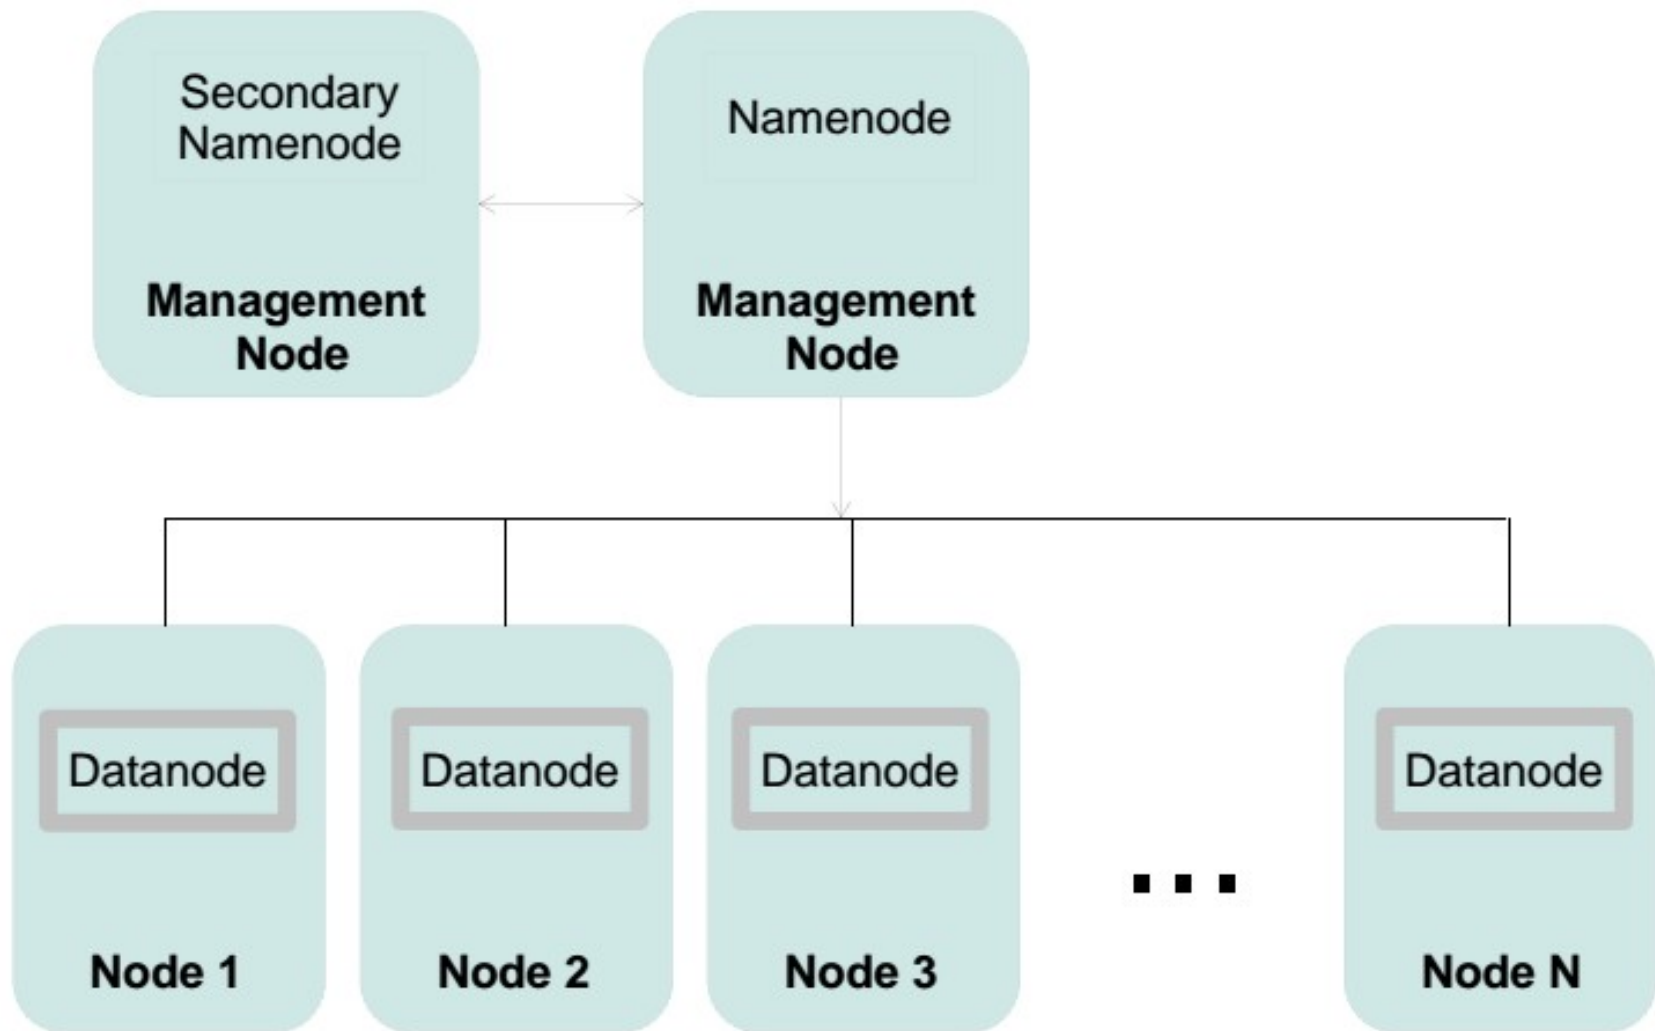 Secondary
Namenode
Namenode
Management
Node
Management
Node
Datanode
Datanode
Datanode
Datanode
...
Node 1
Node 2
Node 3
Node N